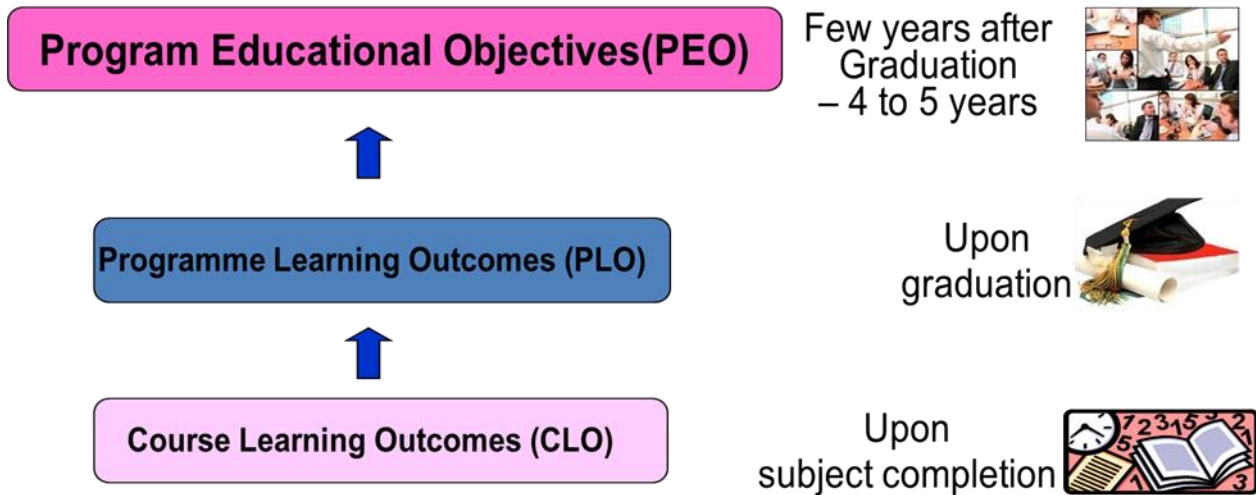 Program Educational Objectives(PEO)
Few years after
Graduation
– 4 to 5 years
Programme Learning Outcomes (PLO)
Upon
graduation
Course Learning Outcomes (CLO)
Upon
subject completion